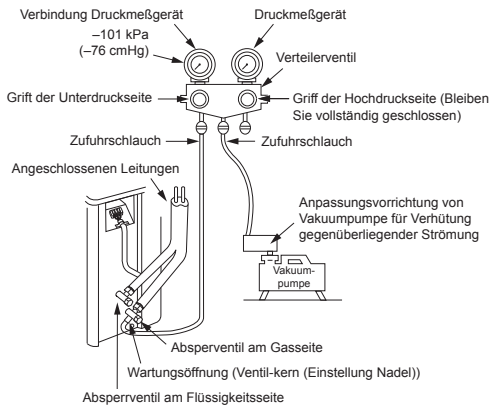 Verbindung Druckmeßgerät
Druckmeßgerät
–101 kPa
(–76 cmHg)
Verteilerventil
Grift der Unterdruckseite
Griff der Hochdruckseite (Bleiben
Sie vollständig geschlossen)
Zufuhrschlauch
Zufuhrschlauch
Angeschlossenen Leitungen
Anpassungsvorrichtung von
Vakuumpumpe für Verhütung
gegenüberliegender Strömung
Vakuum-
pumpe
Absperventil am Gasseite
Wartungsöffnung (Ventil-kern (Einstellung Nadel))
Absperrventil am Flüssigkeitsseite